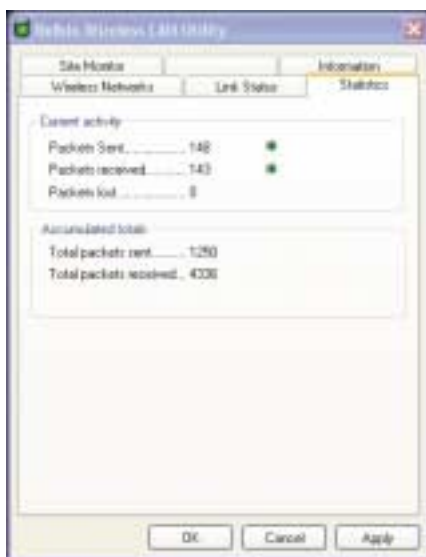 Belkin Wireless LAN Utility
Site Monitor Information
Wireless Networks Link Status Statistics
Current activity
Packets Sent............ 148
Packets received........ 143
Packets lost............ 0
Accumulated totals
Total packets sent....... 1250
Total packets received.. 4336
OK Cancel Apply